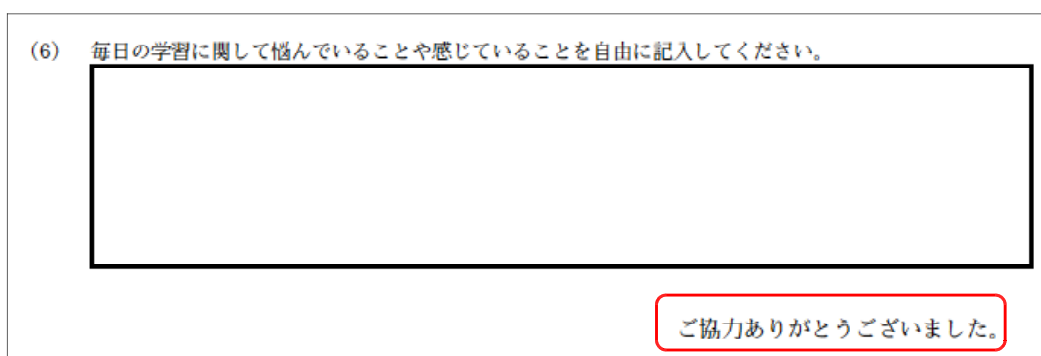 (6) 毎日の学習に関して悩んでいることや感じていることを自由に記入してください。
ご協力ありがとうございました。